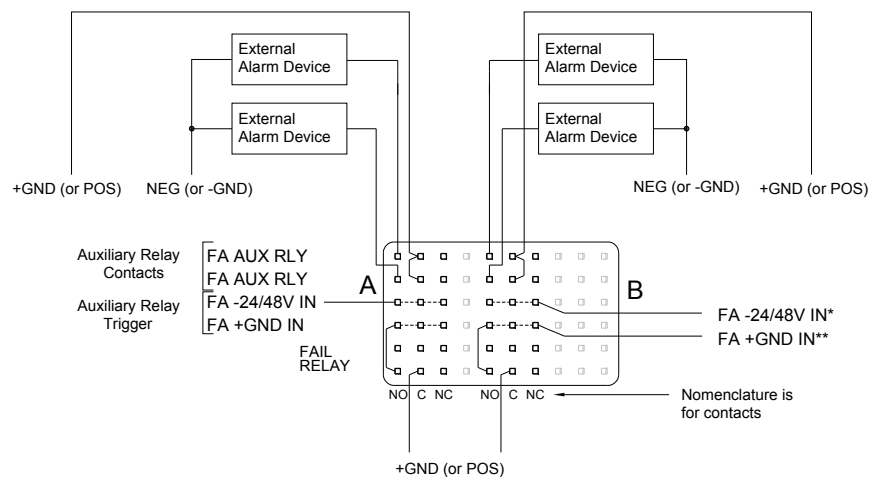 External
Alarm Device
External
Alarm Device
External
Alarm Device
External
Alarm Device
+GND (or POS)
NEG (or -GND)
NEG (or -GND)
+GND (or POS)
Auxiliary Relay
Contacts
FA AUX RLY
FA AUX RLY
Auxiliary Relay
Trigger
FA -24/48V IN
FA +GND IN
A
B
FA -24/48V IN*
FA +GND IN**
FAIL
RELAY
NO C NC NO C NC
Nomenclature is
for contacts
+GND (or POS)